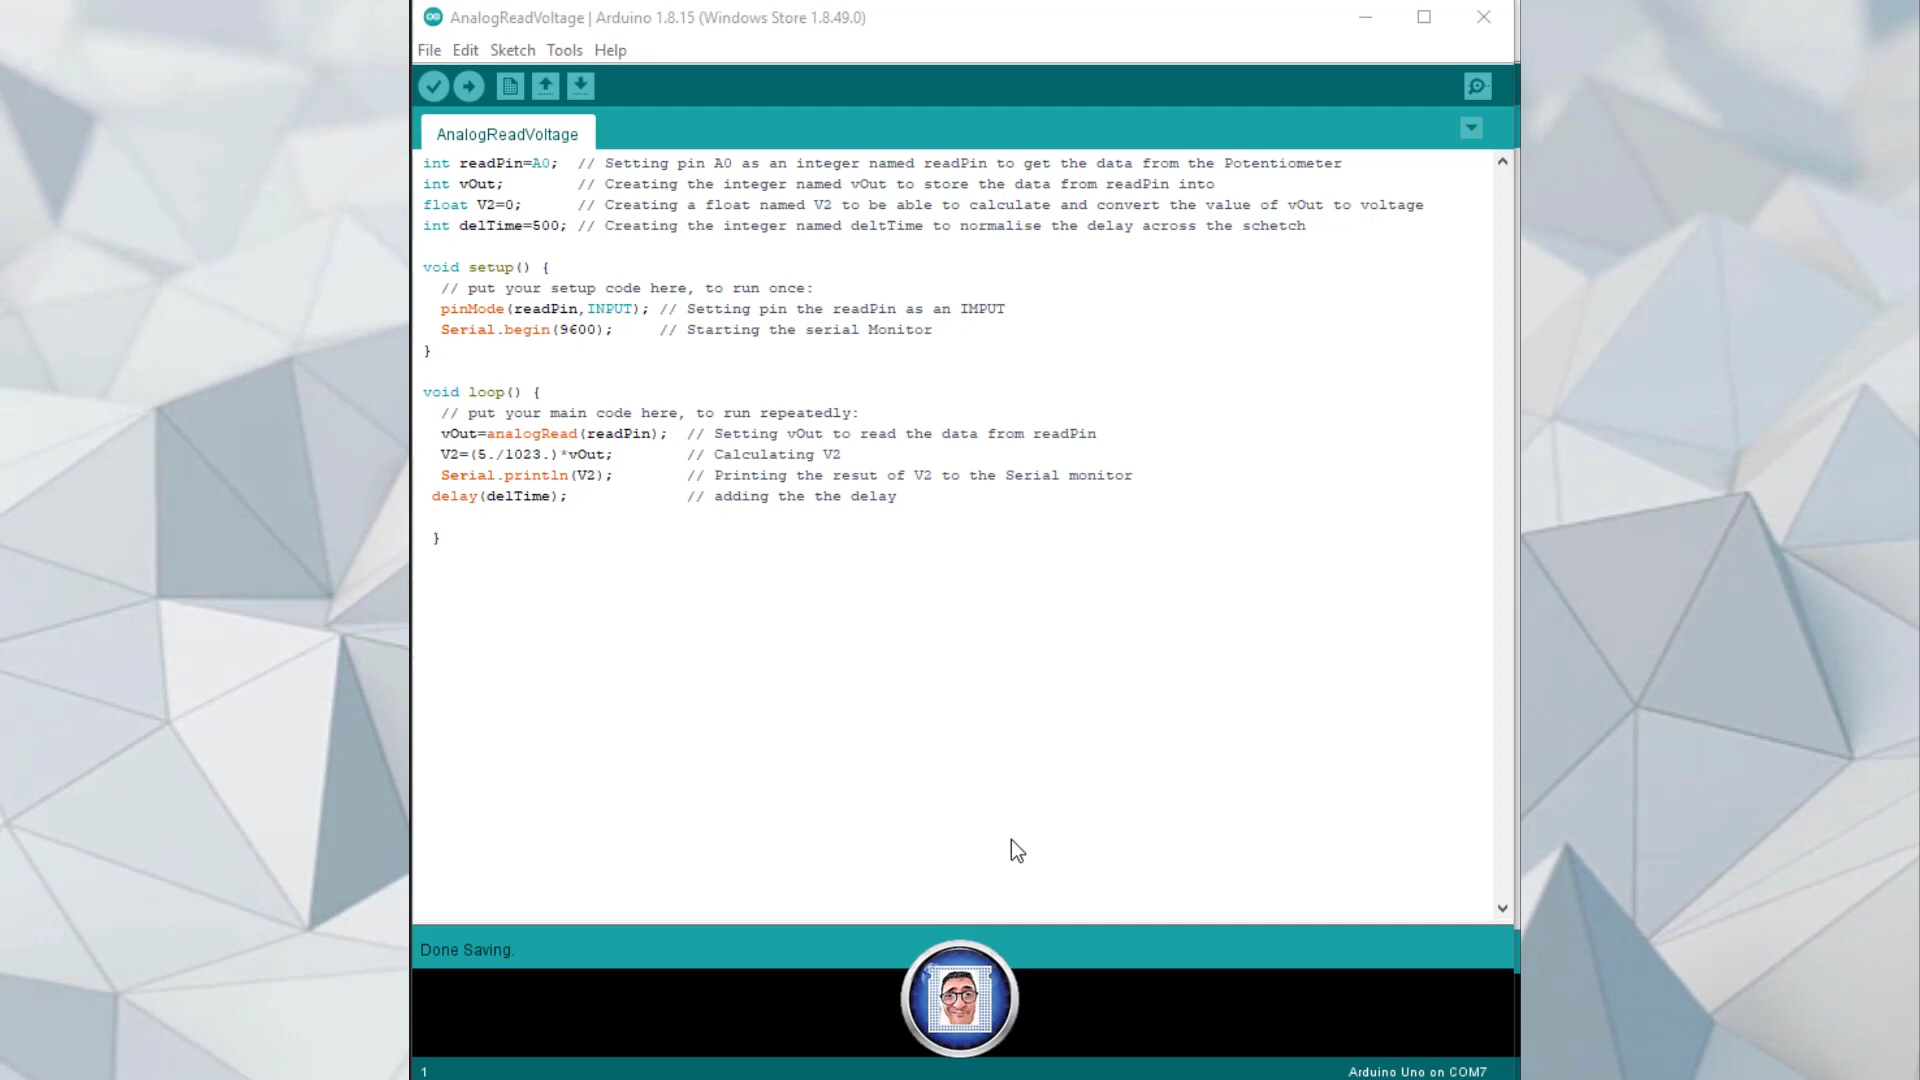 AnalogReadVoltage | Arduino 1.8.15 (Windows Store 1.8.49.0)
File Edit Sketch Tools Help
AnalogReadVoltage
int readPin=A0;  // Setting pin A0 as an integer named readPin to get the data from the Potentiometer
int vOut;        // Creating the integer named vOut to store the data from readPin into
float V2=0;      // Creating a float named V2 to be able to calculate and convert the value of vOut to voltage
int delTime=500; // Creating the integer named deltTime to normalise the delay across the schetch
void setup() {
  // put your setup code here, to run once:
  pinMode(readPin,INPUT); // Setting pin the readPin as an IMPUT
  Serial.begin(9600);     // Starting the serial Monitor
}
void loop() {
  // put your main code here, to run repeatedly:
  vOut=analogRead(readPin);  // Setting vOut to read the data from readPin
  V2=(5./1023.)*vOut;        // Calculating V2
  Serial.println(V2);        // Printing the resut of V2 to the Serial monitor
 delay(delTime);             // adding the the delay
 }
Done Saving.
1
Arduino Uno on COM7